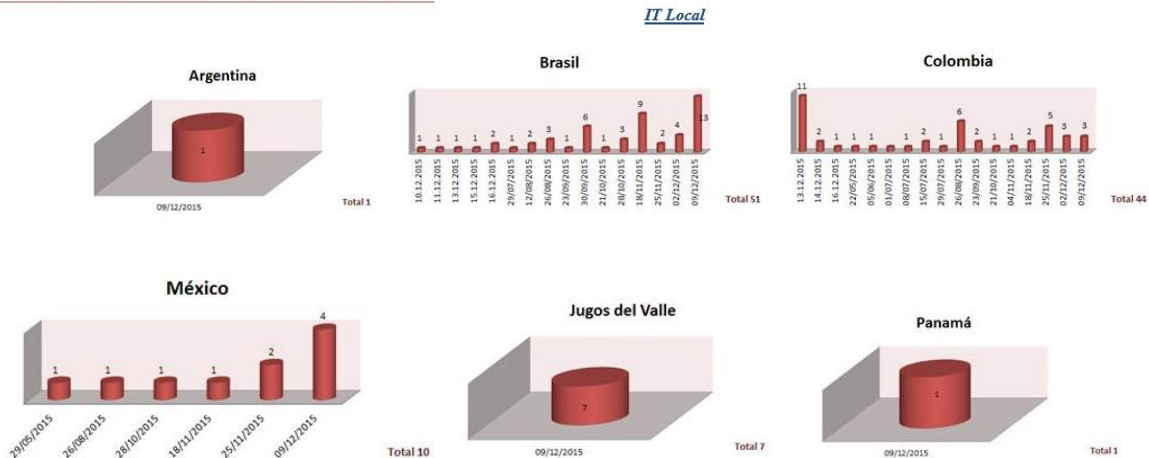 IT Local
Argentina
1
09/12/2015
Total 1
Brasil
1 1 1 1 2 1 2 3 1 6 1 3 9 2 4 13
10.12.2015
11.12.2015
13.12.2015
15.12.2015
16.12.2015
29/07/2015
12/08/2015
26/08/2015
23/09/2015
30/09/2015
21/10/2015
28/10/2015
18/11/2015
25/11/2015
02/12/2015
09/12/2015
Total 51
Colombia
11 2 1 1 1 1 2 1 6 2 1 1 2 5 3 3
13.12.2015
14.12.2015
16.12.2015
22/05/2015
05/06/2015
01/07/2015
08/07/2015
15/07/2015
29/07/2015
26/08/2015
23/09/2015
21/10/2015
04/11/2015
18/11/2015
25/11/2015
02/12/2015
09/12/2015
Total 44
México
1 1 1 1 2 4
29/05/2015
26/08/2015
28/10/2015
18/11/2015
25/11/2015
09/12/2015
Total 10
Jugos del Valle
7
09/12/2015
Total 7
Panamá
1
09/12/2015
Total 1